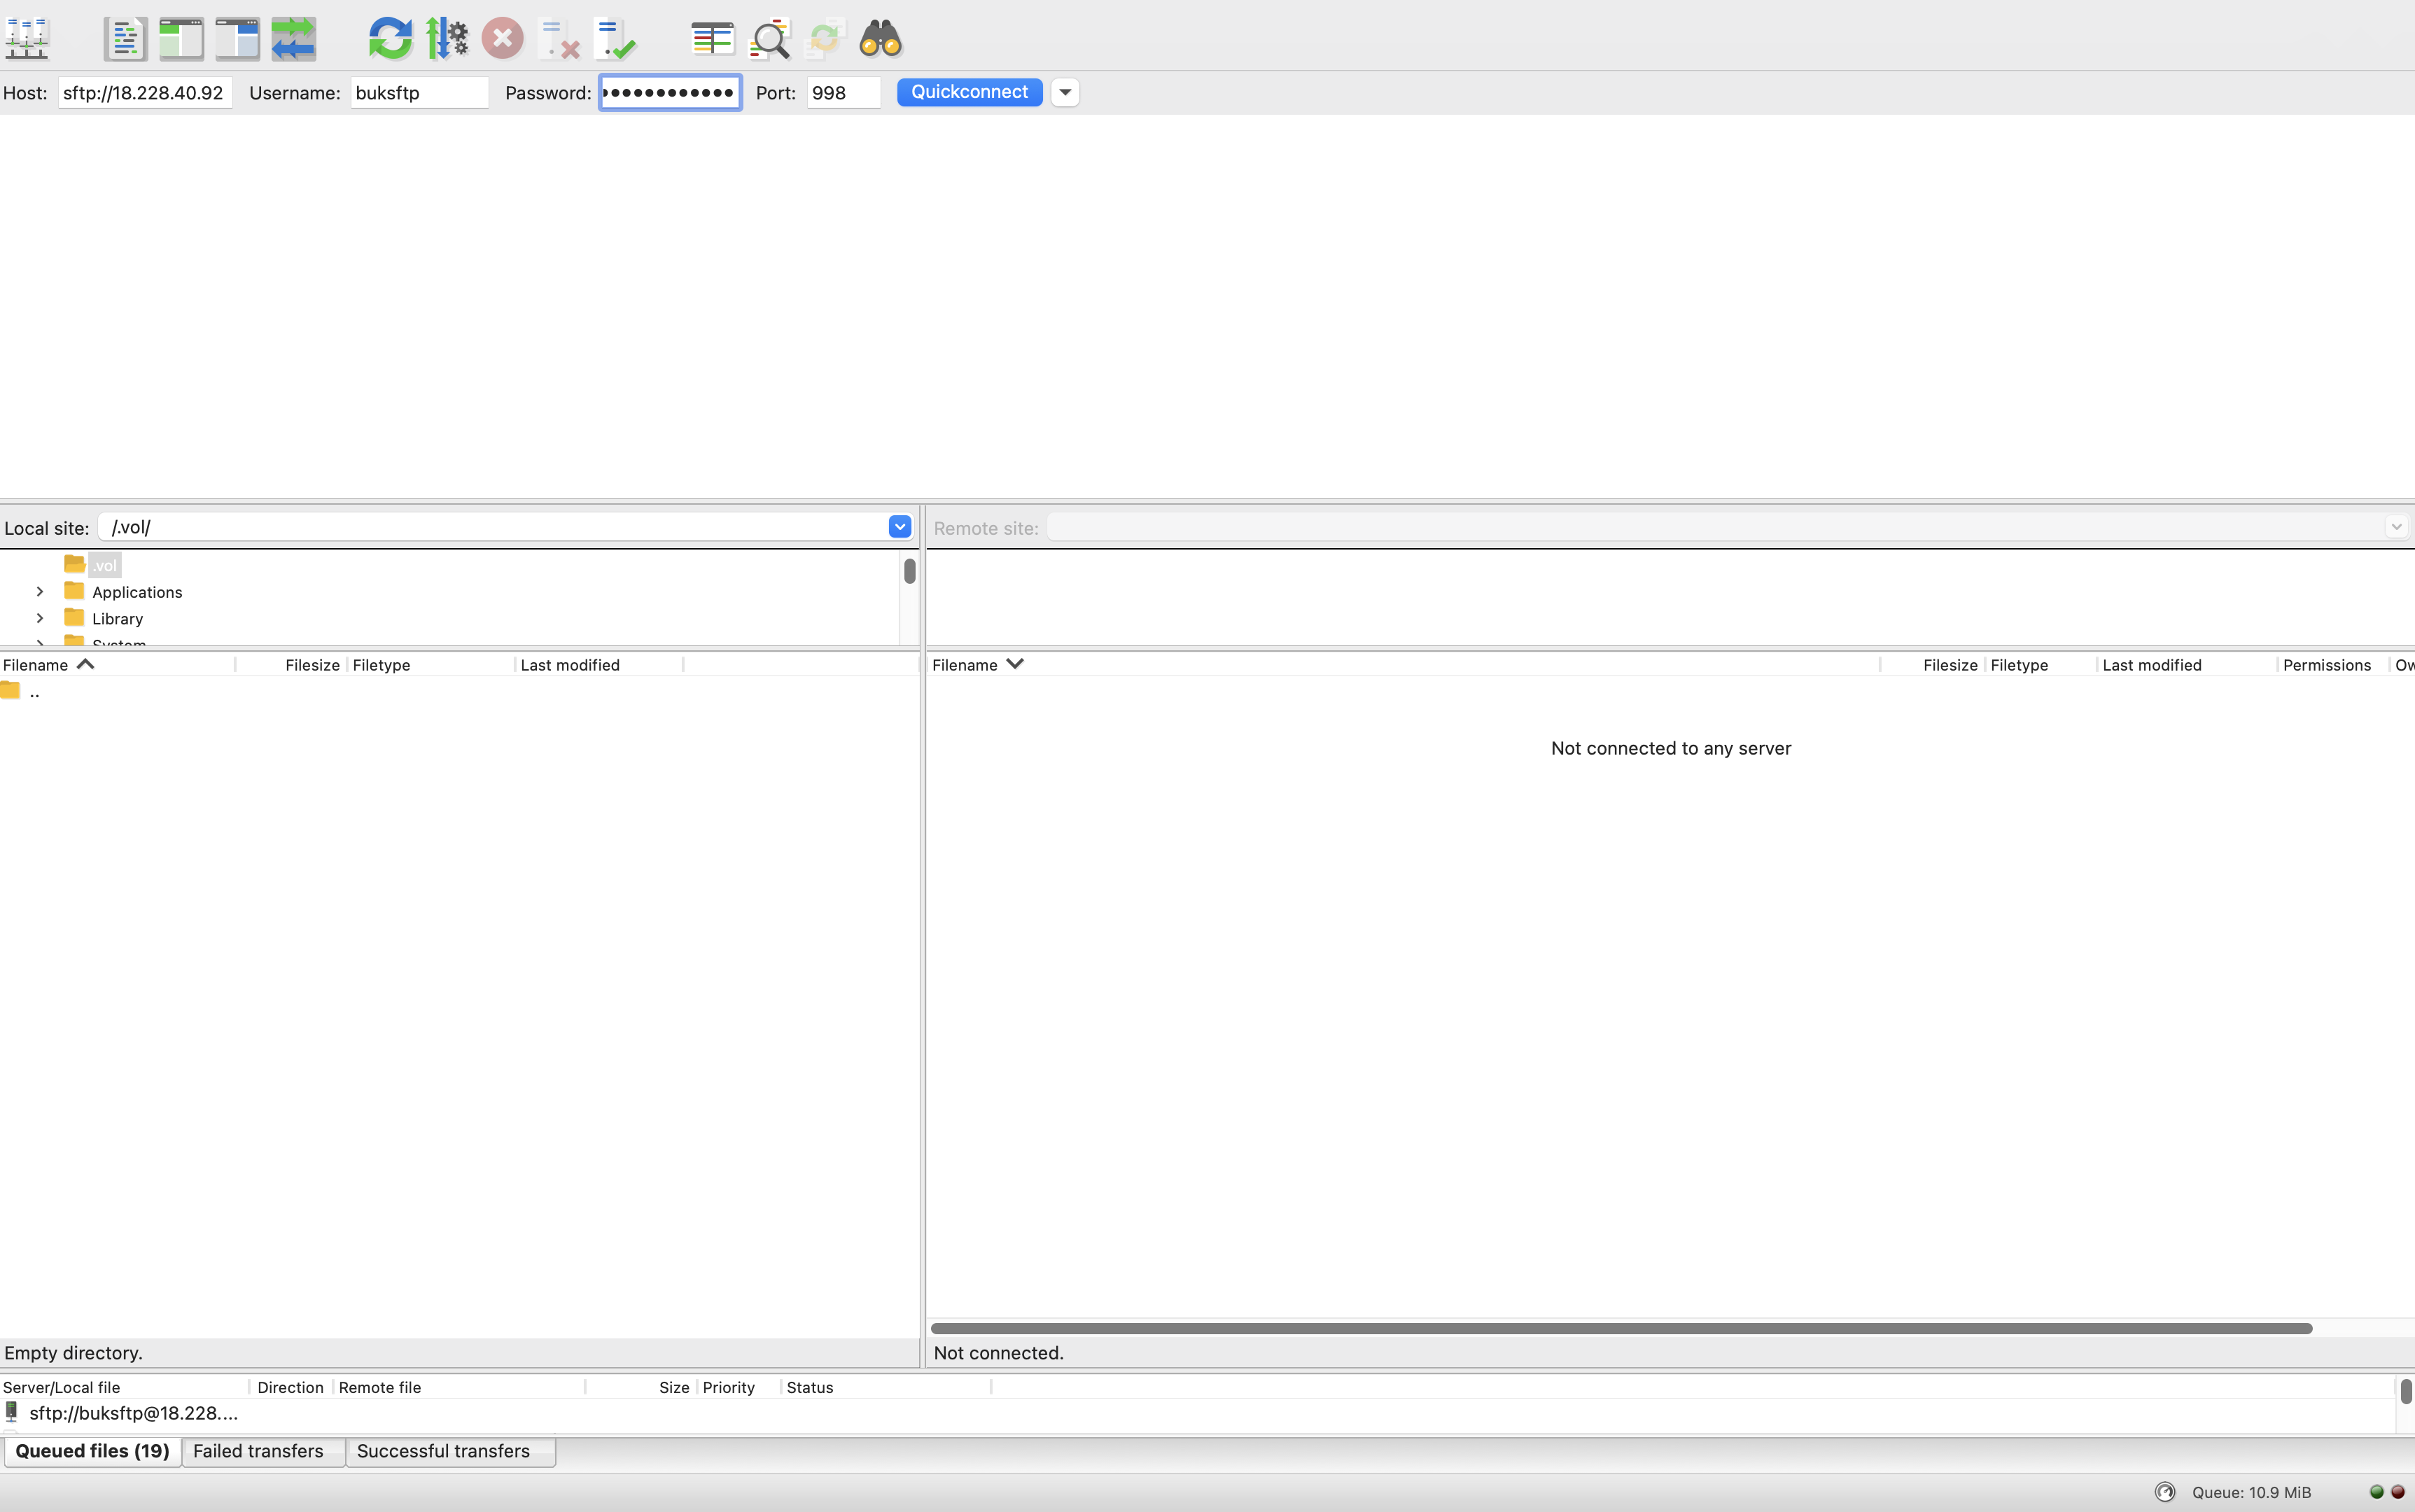 Host: sftp://18.228.40.92 Username: buksftp Password: ●●●●●●●●●●● Port: 998 Quickconnect
Local site: /.vol/ Remote site:
.vol
Applications
Library
System
Filename Filesize Filetype Last modified Filename Filesize Filetype Last modified Permissions Ow
..
Not connected to any server
Empty directory. Not connected.
Server/Local file Direction Remote file Size Priority Status
sftp://buksftp@18.228....
Queued files (19) Failed transfers Successful transfers
Queue: 10.9 MiB